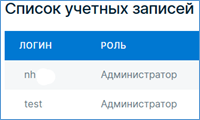 Список учетных записей
ЛОГИН РОЛЬ
nh Администратор
test Администратор